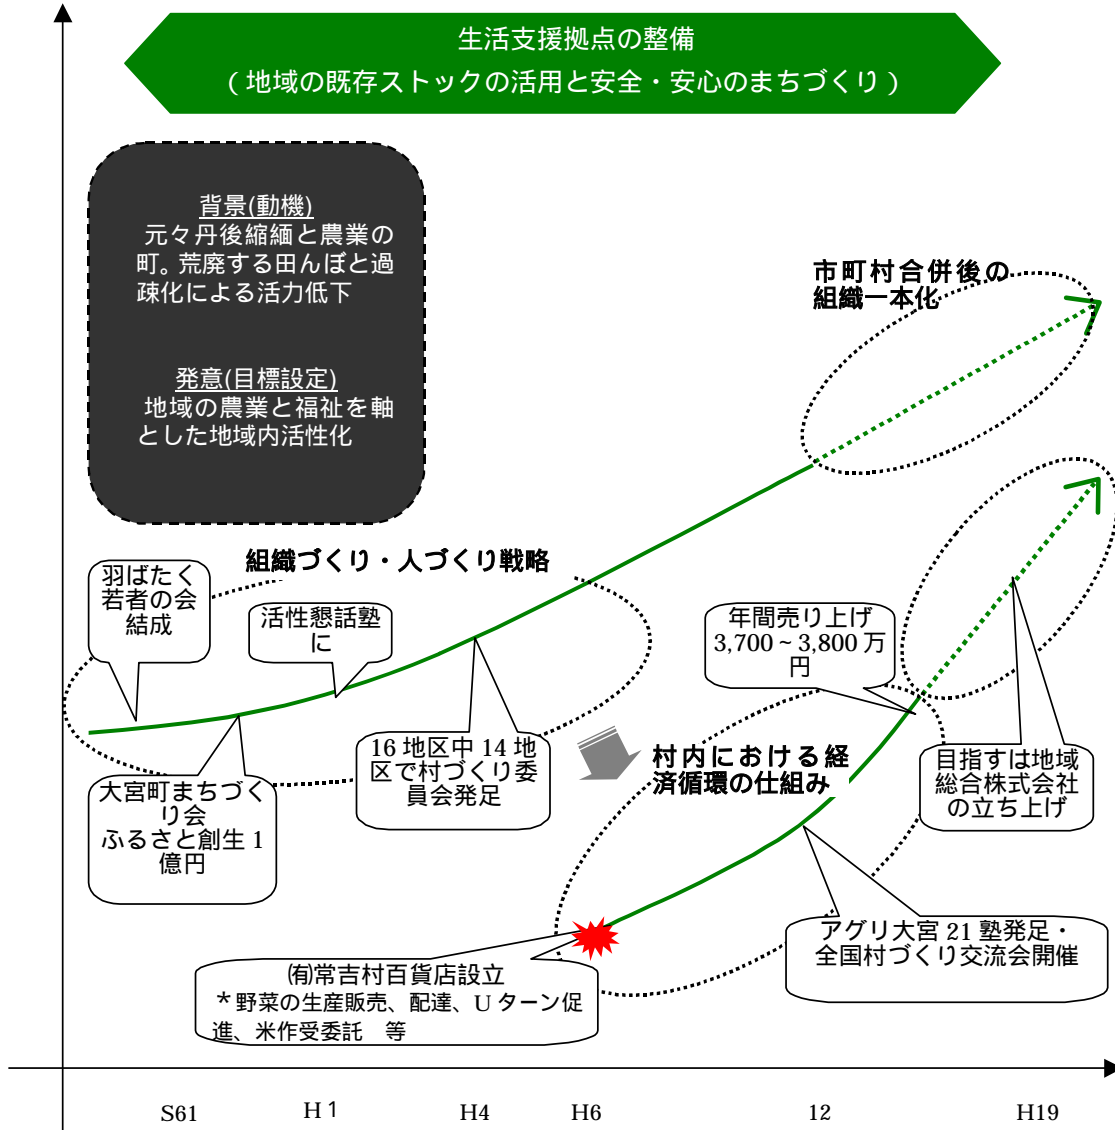 生活支援拠点の整備
(地域の既存ストックの活用と安全・安心のまちづくり)
背景(動機)
元々丹後縮緬と農業の
町。荒廃する田んぼと過
疎化による活力低下
発意(目標設定)
地域の農業と福祉を軸
とした地域内活性化
市町村合併後の
組織一本化
組織づくり・人づくり戦略
羽ばたく
若者の会
結成
活性懇話塾
に
年間売り上げ
3,700~3,800万
円
16地区中14地
区で村づくり委
員会発足
村内における経
済循環の仕組み
目指すは地域
総合株式会社
の立ち上げ
大宮町まちづく
り会
ふるさと創生1
億円
アグリ大宮21塾発足・
全国村づくり交流会開催
㈲常吉村百貨店設立
*野菜の生産販売、配達、Uターン促
進、米作受委託 等
S61 H1 H4 H6 12 H19